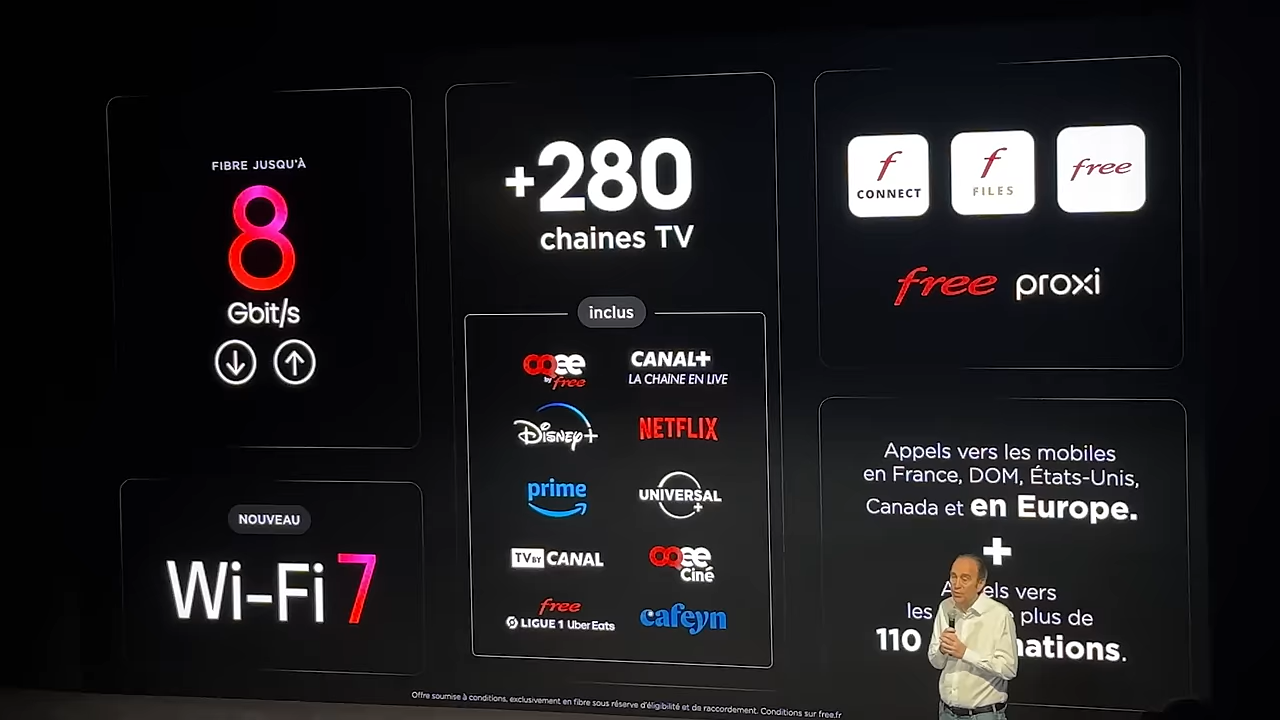 FIBRE JUSQU'À
8
Gbit/s
NOUVEAU
Wi-Fi 7
+280
chaines TV
inclus
OQEE
by free
CANAL+
LA CHAINE EN LIVE
Disney+
NETFLIX
prime
UNIVERSAL+
TV BY CANAL
OQEE
Ciné
free
LIGUE 1 Uber Eats
cafeyn
f
CONNECT
f
FILES
free
free proxi
Appels vers les mobiles
en France, DOM, États-Unis,
Canada et en Europe.
+
vers
les plus de
110
Offre soumise à conditions, exclusivement en fibre sous réserve d'éligibilité et de raccordement. Conditions sur free.fr